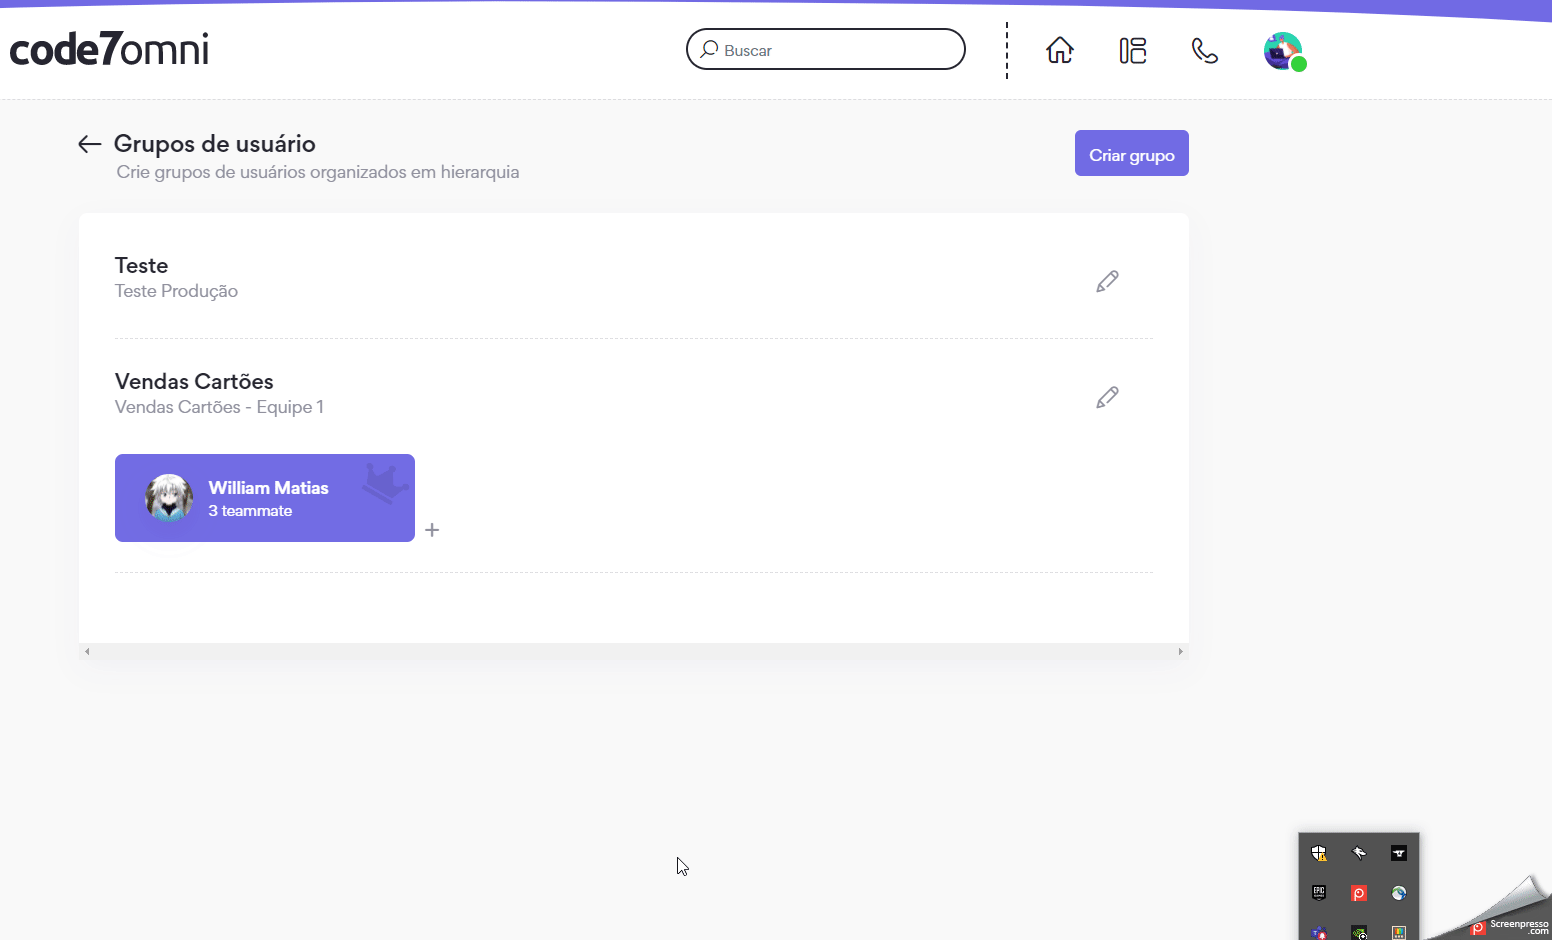 code7omni
Buscar
Grupos de usuário
Crie grupos de usuários organizados em hierarquia
Criar grupo
Teste
Teste Produção
Vendas Cartões
Vendas Cartões - Equipe 1
William Matias
3 teammate
+
EPIC
Screenpresso
.com